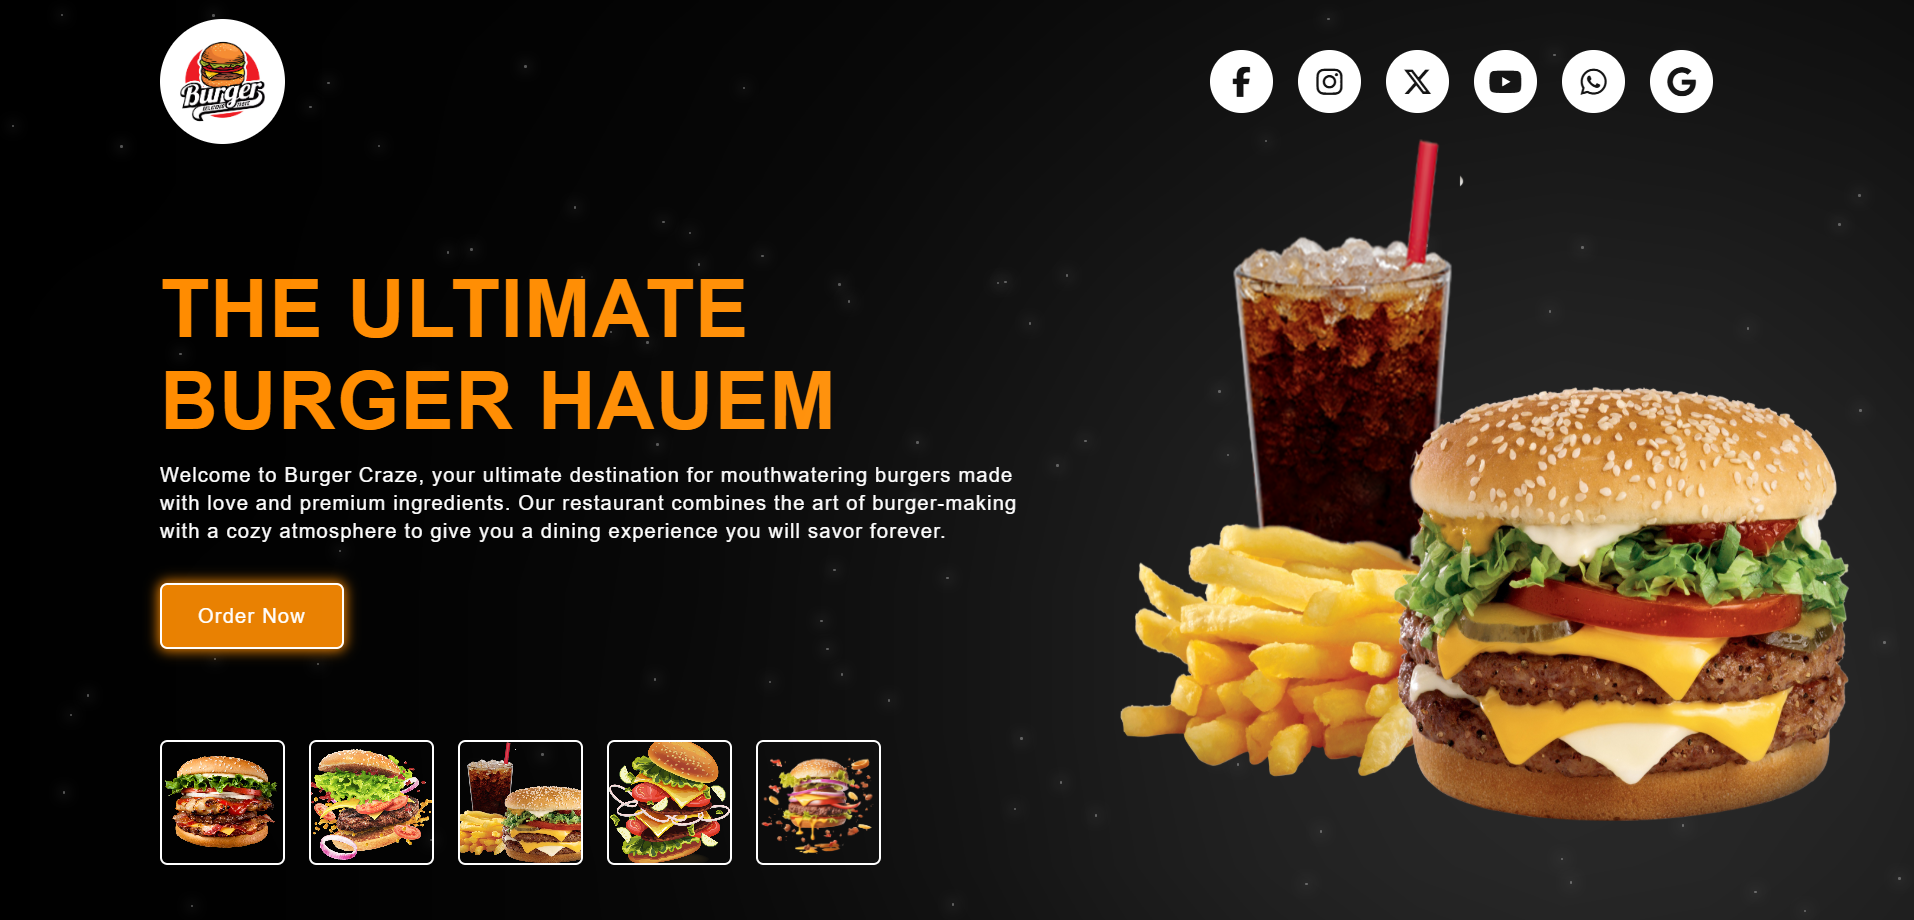 Burger
THE ULTIMATE
BURGER HAUEM
Welcome to Burger Craze, your ultimate destination for mouthwatering burgers made
with love and premium ingredients. Our restaurant combines the art of burger-making
with a cozy atmosphere to give you a dining experience you will savor forever.
Order Now